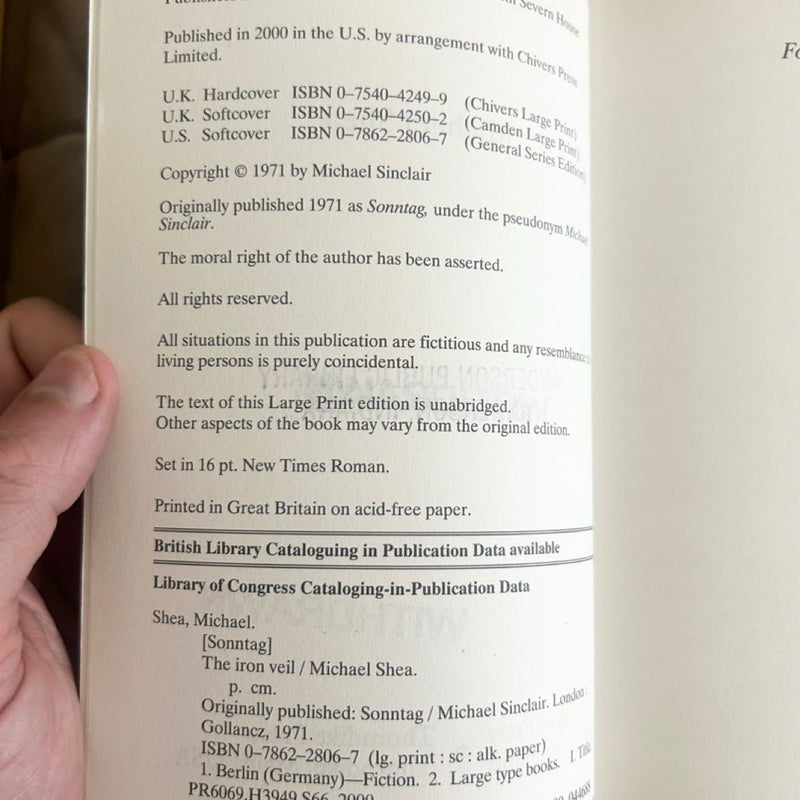 Severn House
Published in 2000 in the U.S. by arrangement with Chivers Press
Limited.
U.K. Hardcover ISBN 0–7540–4249–9 (Chivers Large Print)
U.K. Softcover ISBN 0–7540–4250–2 (Camden Large Print)
U.S. Softcover ISBN 0–7862–2806–7 (General Series Edition)
Copyright © 1971 by Michael Sinclair
Originally published 1971 as Sonntag, under the pseudonym Michael
Sinclair.
The moral right of the author has been asserted.
All rights reserved.
All situations in this publication are fictitious and any resemblance to
living persons is purely coincidental.
The text of this Large Print edition is unabridged.
Other aspects of the book may vary from the original edition.
Set in 16 pt. New Times Roman.
Printed in Great Britain on acid-free paper.
British Library Cataloguing in Publication Data available
Library of Congress Cataloging-in-Publication Data
Shea, Michael.
[Sonntag]
The iron veil / Michael Shea.
p. cm.
Originally published: Sonntag / Michael Sinclair. London:
Gollancz, 1971.
ISBN 0–7862–2806–7 (lg. print : sc : alk. paper)
1. Berlin (Germany)—Fiction. 2. Large type books. I. Title.
PR6069.H3949 S66 2000